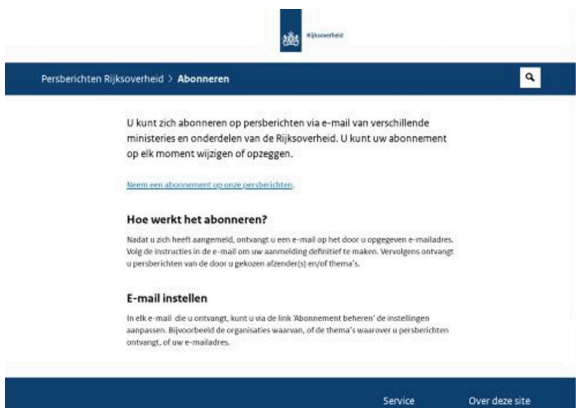 Rijksoverheid
Persberichten Rijksoverheid > Abonneren
U kunt zich abonneren op persberichten via e-mail van verschillende
ministeries en onderdelen van de Rijksoverheid. U kunt uw abonnement
op elk moment wijzigen of opzeggen.
Neem een abonnement op onze persberichten.
Hoe werkt het abonneren?
Nadat u zich heeft aangemeld, ontvangt u een e-mail op het door u opgegeven e-mailadres.
Volg de instructies in de e-mail om uw aanmelding definitief te maken. Vervolgens ontvangt
u persberichten van de door u gekozen afzender(s) en/of thema's.
E-mail instellen
In elk e-mail die u ontvangt, kunt u via de link 'Abonnement beheren' de instellingen
aanpassen. Bijvoorbeeld de organisaties waarvan, of de thema's waarover u persberichten
ontvangt, of uw e-mailadres.
Service
Over deze site